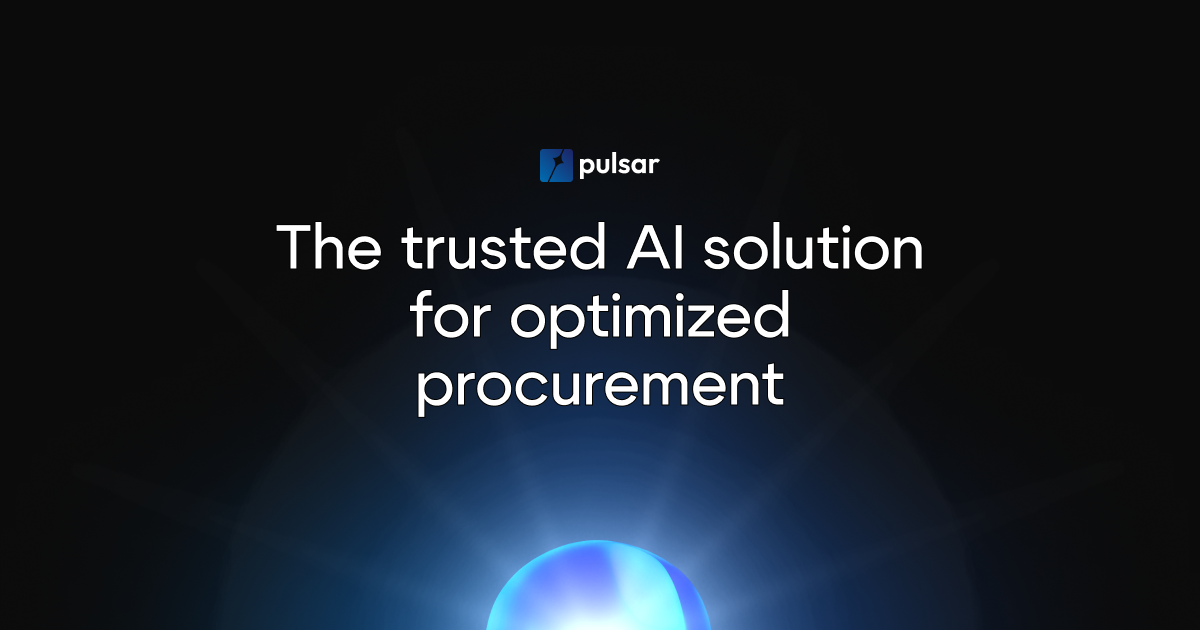 pulsar
The trusted AI solution
for optimized
procurement